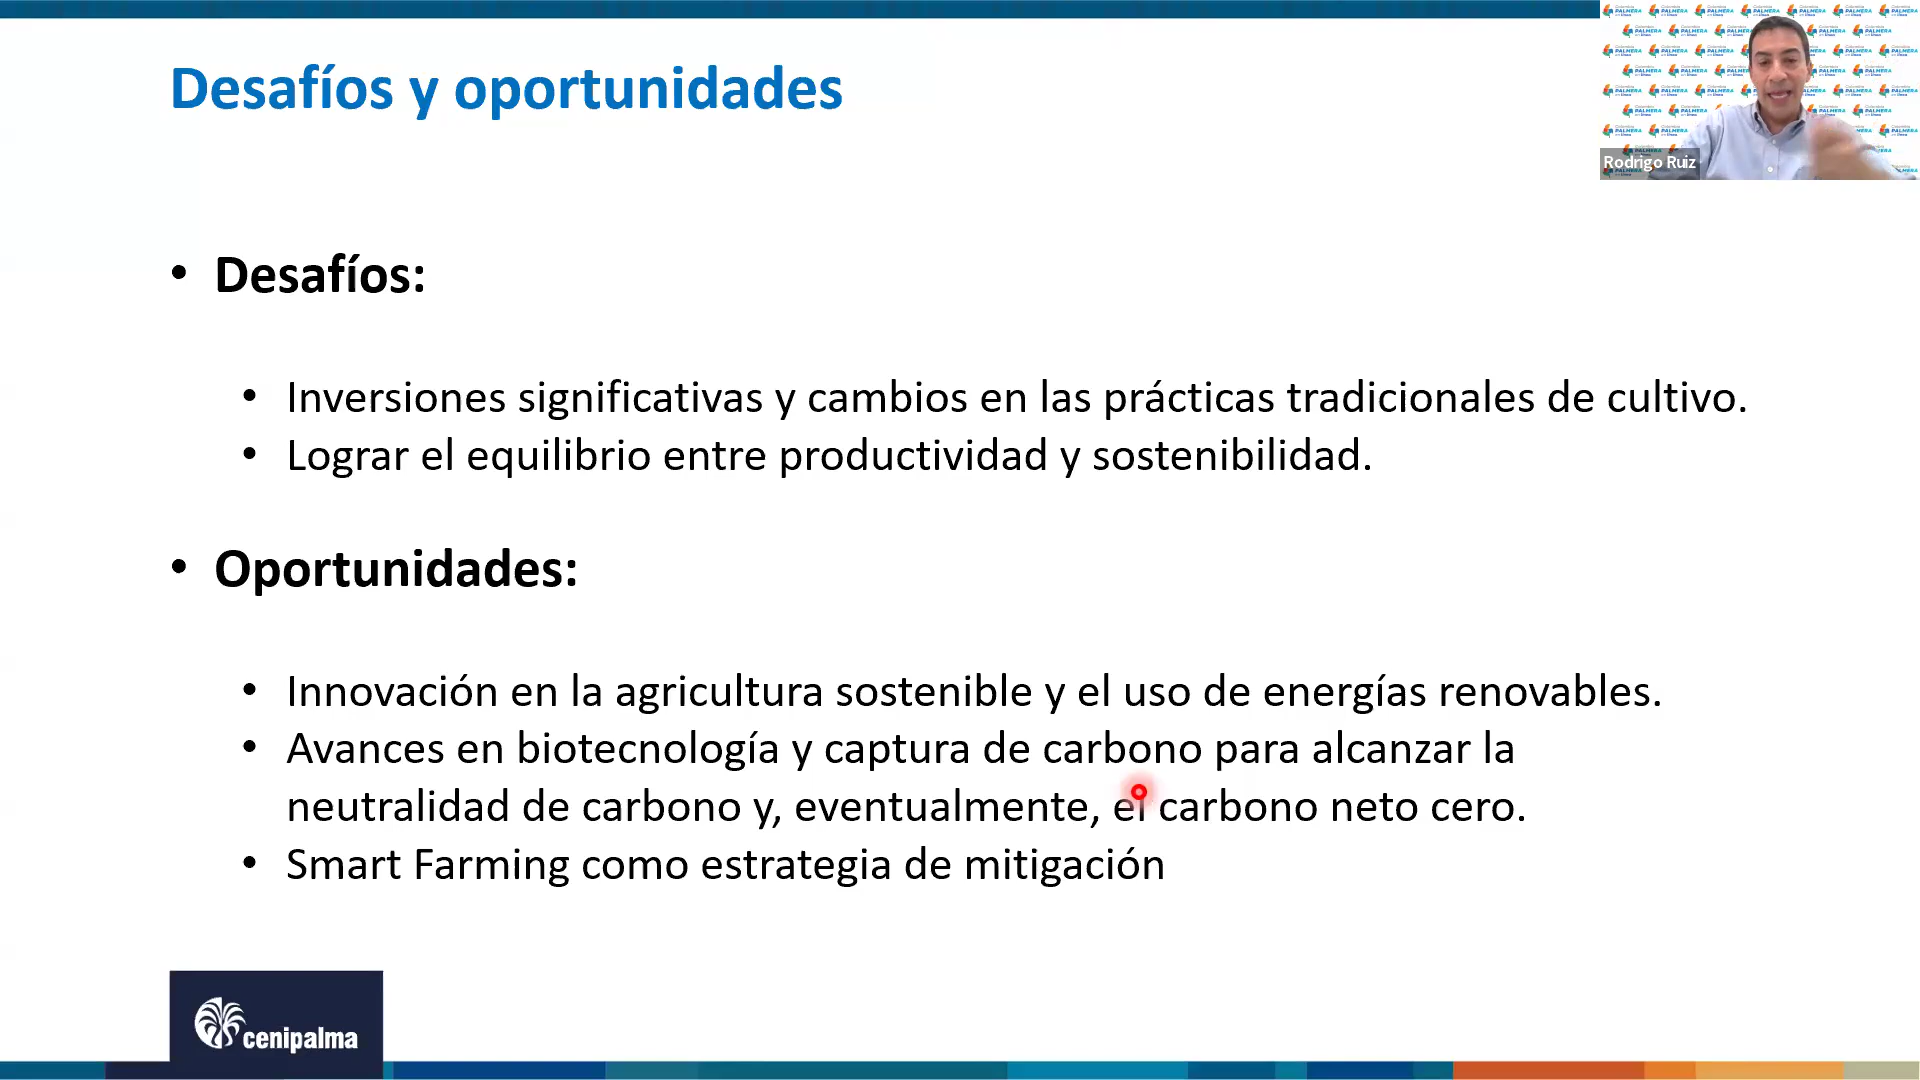 Desafíos y oportunidades
Rodrigo Ruiz
• Desafíos:
• Inversiones significativas y cambios en las prácticas tradicionales de cultivo.
• Lograr el equilibrio entre productividad y sostenibilidad.
• Oportunidades:
• Innovación en la agricultura sostenible y el uso de energías renovables.
• Avances en biotecnología y captura de carbono para alcanzar la
neutralidad de carbono y, eventualmente, el carbono neto cero.
• Smart Farming como estrategia de mitigación
cenipalma